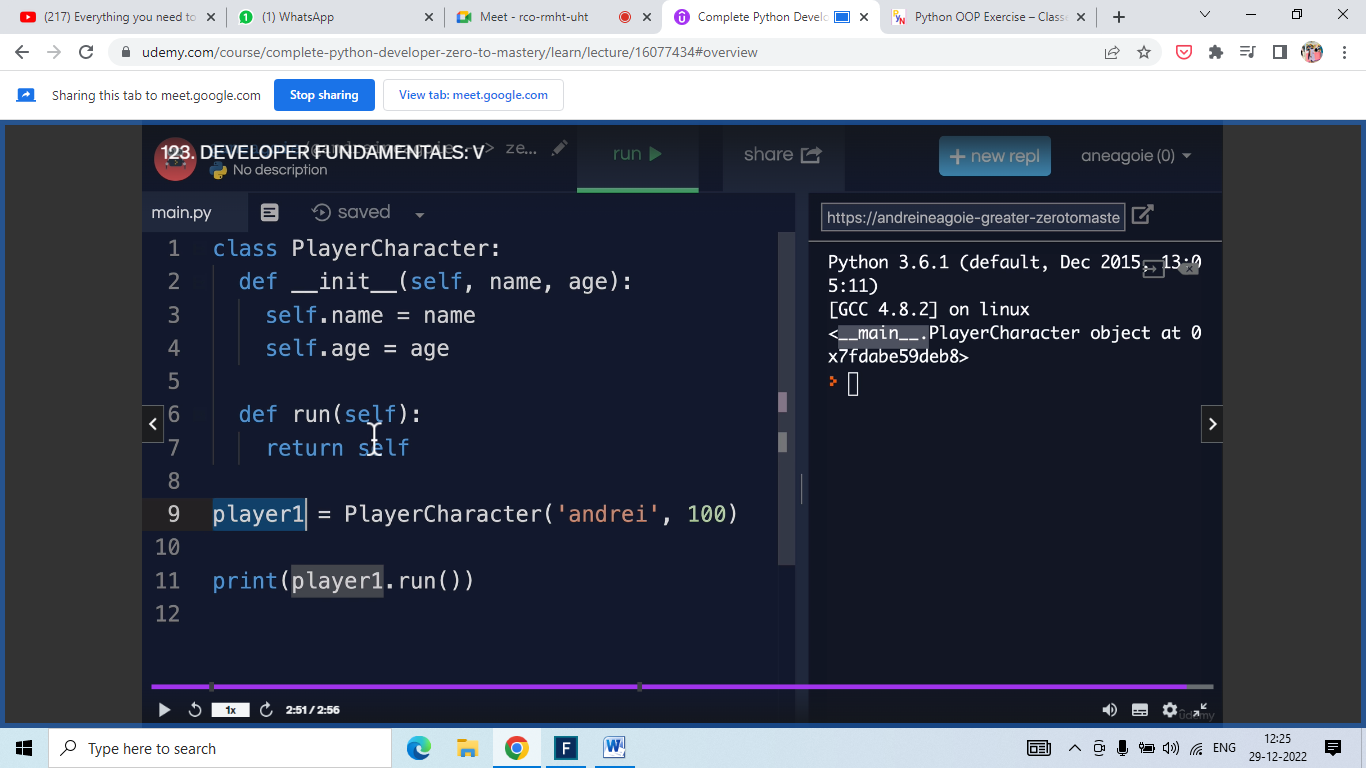 (217) Everything you need to
(1) WhatsApp
Meet - rco-rmht-uht
Complete Python Develo
Python OOP Exercise – Classe
udemy.com/course/complete-python-developer-zero-to-mastery/learn/lecture/16077434#overview
Sharing this tab to meet.google.com
Stop sharing
View tab: meet.google.com
123. DEVELOPER FUNDAMENTALS: V
ze...
No description
run
share
+ new repl
aneagoie (0)
main.py
saved
https://andreineagoie-greater-zerotomaste
1 class PlayerCharacter:
2 def __init__(self, name, age):
3 self.name = name
4 self.age = age
5
6 def run(self):
7 return self
8
9 player1 = PlayerCharacter('andrei', 100)
10
11 print(player1.run())
12
Python 3.6.1 (default, Dec 2015, 13:0
5:11)
[GCC 4.8.2] on linux
<__main__.PlayerCharacter object at 0
x7fdabe59deb8>
1x
2:51 / 2:56
udemy
Type here to search
F
W
ENG
12:25
29-12-2022